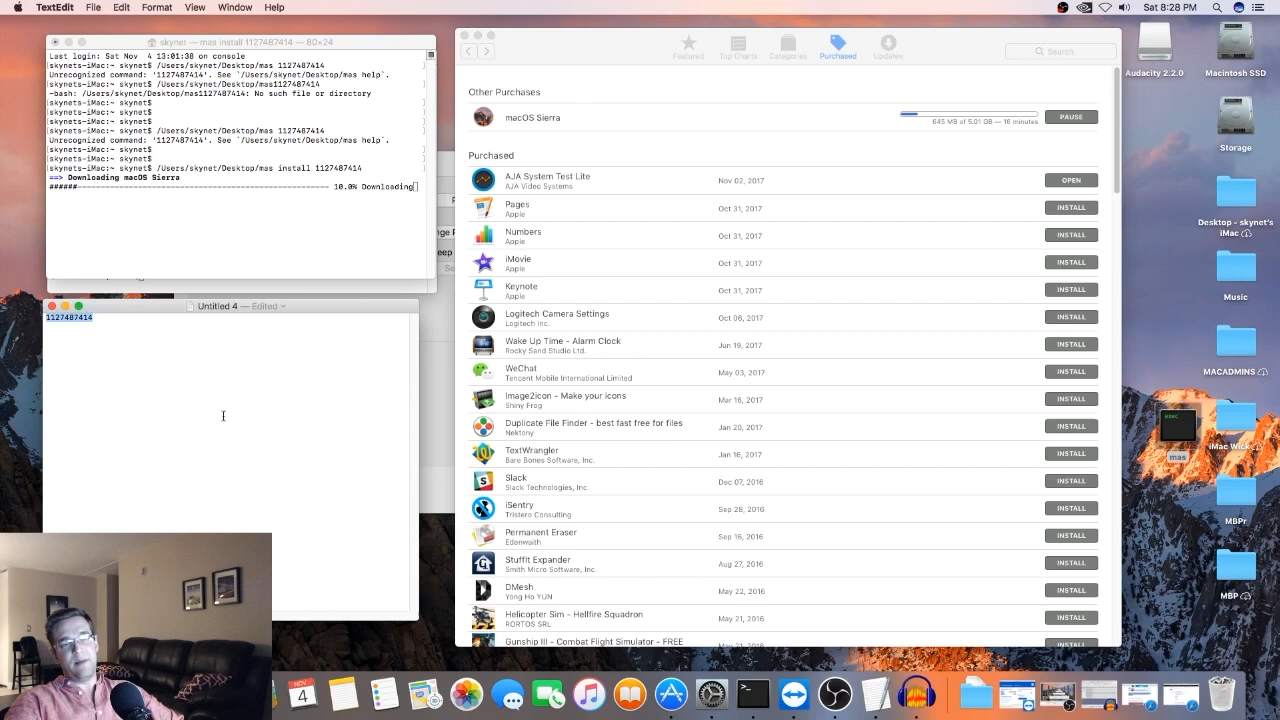 TextEdit File Edit Format View Window Help
Sat 8:28 PM
skynet — mas install 1127487414 — 80×24
Last login: Sat Nov  4 13:01:38 on console
[skynets-iMac:~ skynet$ /Users/skynet/Desktop/mas 1127487414 ]
Unrecognized command: '1127487414'. See `/Users/skynet/Desktop/mas help`.
[skynets-iMac:~ skynet$ /Users/skynet/Desktop/mas1127487414 ]
-bash: /Users/skynet/Desktop/mas1127487414: No such file or directory
[skynets-iMac:~ skynet$ ]
[skynets-iMac:~ skynet$ ]
[skynets-iMac:~ skynet$ ]
[skynets-iMac:~ skynet$ /Users/skynet/Desktop/mas 1127487414 ]
Unrecognized command: '1127487414'. See `/Users/skynet/Desktop/mas help`.
[skynets-iMac:~ skynet$ ]
[skynets-iMac:~ skynet$ ]
[skynets-iMac:~ skynet$ /Users/skynet/Desktop/mas install 1127487414 ]
==> Downloading macOS Sierra
######------------------------------------------------------ 10.0% Downloading
Untitled 4 — Edited
1127487414
Featured
Top Charts
Categories
Purchased
Updates
Search
Other Purchases
macOS Sierra
645 MB of 5.01 GB — 16 minutes
PAUSE
Purchased
AJA System Test Lite
AJA Video Systems
Nov 02, 2017
OPEN
Pages
Apple
Oct 31, 2017
INSTALL
Numbers
Apple
Oct 31, 2017
INSTALL
iMovie
Apple
Oct 31, 2017
INSTALL
Keynote
Apple
Oct 31, 2017
INSTALL
Logitech Camera Settings
Logitech Inc.
Oct 06, 2017
INSTALL
Wake Up Time - Alarm Clock
Rocky Sand Studio Ltd.
Jun 19, 2017
INSTALL
WeChat
Tencent Mobile International Limited
May 03, 2017
INSTALL
Image2icon - Make your icons
Shiny Frog
Mar 16, 2017
INSTALL
Duplicate File Finder - best fast free for files
Nektony
Jan 20, 2017
INSTALL
TextWrangler
Bare Bones Software, Inc.
Jan 16, 2017
INSTALL
Slack
Slack Technologies, Inc.
Dec 07, 2016
INSTALL
iSentry
Tristero Consulting
Sep 28, 2016
INSTALL
Permanent Eraser
Edenwaith
Sep 16, 2016
INSTALL
StuffIt Expander
Smith Micro Software, Inc.
Aug 27, 2016
INSTALL
DMesh
Yong Ho YUN
May 22, 2016
INSTALL
Helicopter Sim - Hellfire Squadron
RORTOS SRL
May 21, 2016
INSTALL
Gunship III - Combat Flight Simulator - FREE
May 21, 2016
INSTALL
Audacity 2.2.0
Macintosh SSD
Storage
Desktop - skynet's
iMac
Music
MACADMINS
exec
mas
iMac Wick
MBPr
MBP
NOV
4